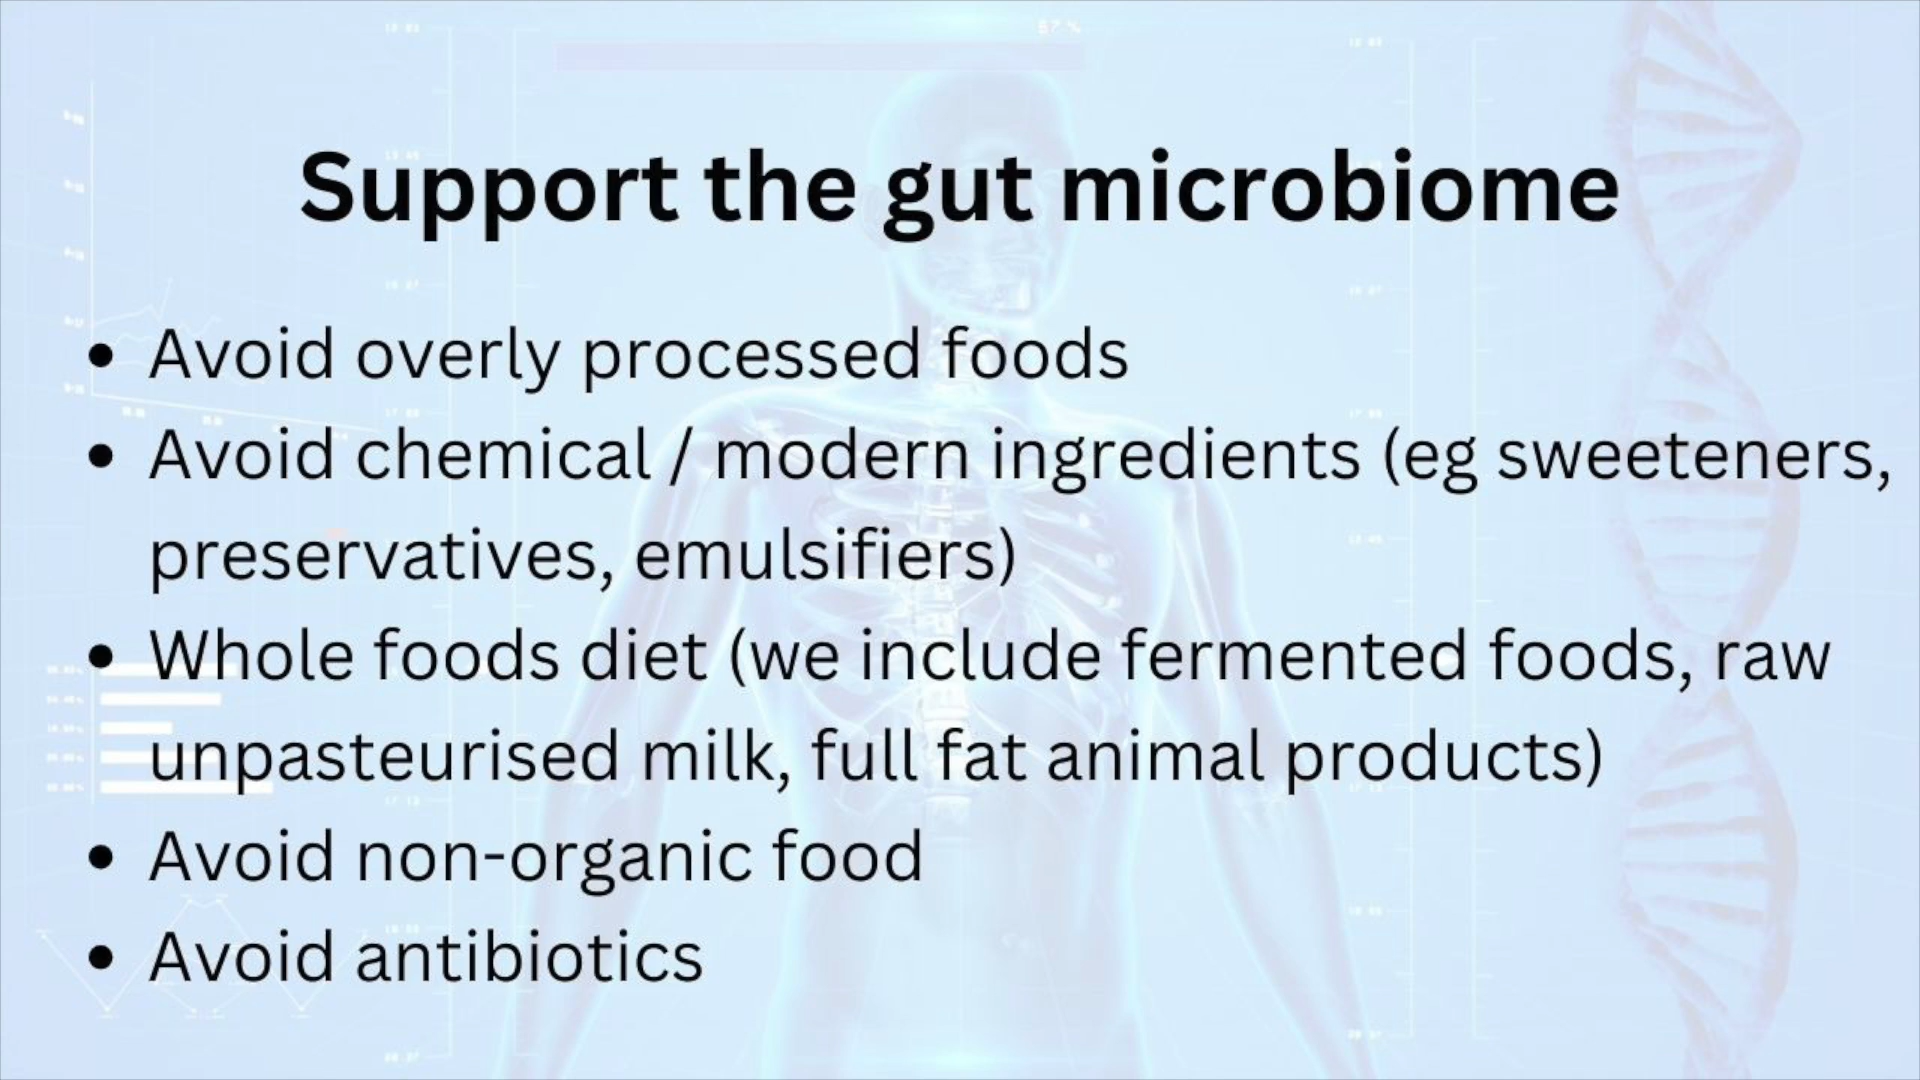 57 %
Support the gut microbiome
• Avoid overly processed foods
• Avoid chemical / modern ingredients (eg sweeteners,
preservatives, emulsifiers)
• Whole foods diet (we include fermented foods, raw
unpasteurised milk, full fat animal products)
• Avoid non-organic food
• Avoid antibiotics